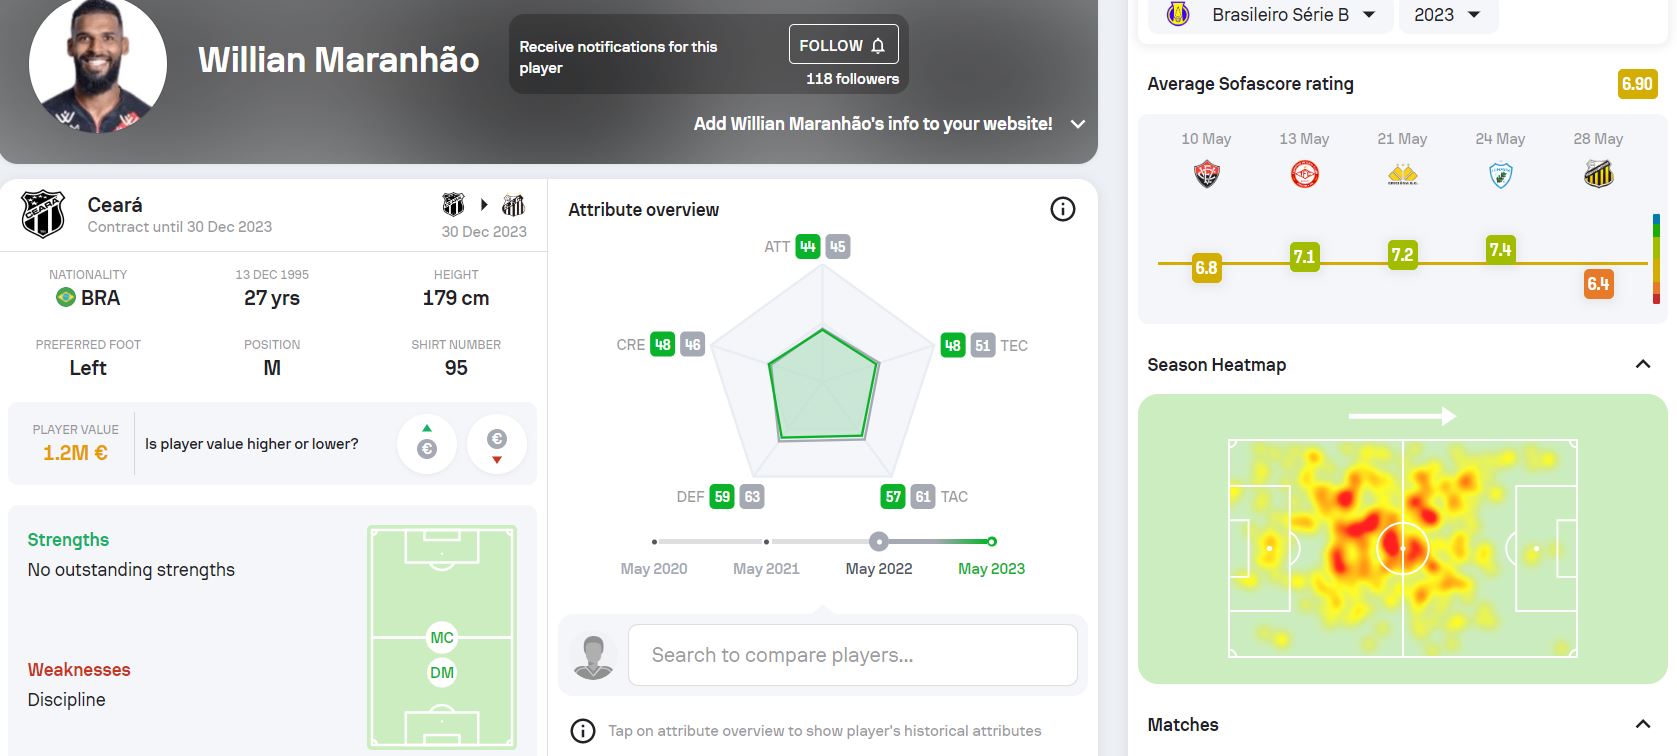 Willian Maranhão
Receive notifications for this
player
FOLLOW
118 followers
Add Willian Maranhão's info to your website!
Ceará
Contract until 30 Dec 2023
30 Dec 2023
NATIONALITY
BRA
13 DEC 1995
27 yrs
HEIGHT
179 cm
PREFERRED FOOT
Left
POSITION
M
SHIRT NUMBER
95
PLAYER VALUE
1.2M €
Is player value higher or lower?
€
€
Strengths
No outstanding strengths
Weaknesses
Discipline
MC
DM
Attribute overview
ATT 44 45
CRE 48 46
48 51 TEC
DEF 59 63
57 61 TAC
May 2020
May 2021
May 2022
May 2023
Search to compare players...
Tap on attribute overview to show player's historical attributes
Brasileiro Série B
2023
Average Sofascore rating
6.90
10 May
13 May
21 May
24 May
28 May
6.8
7.1
7.2
7.4
6.4
Season Heatmap
Matches